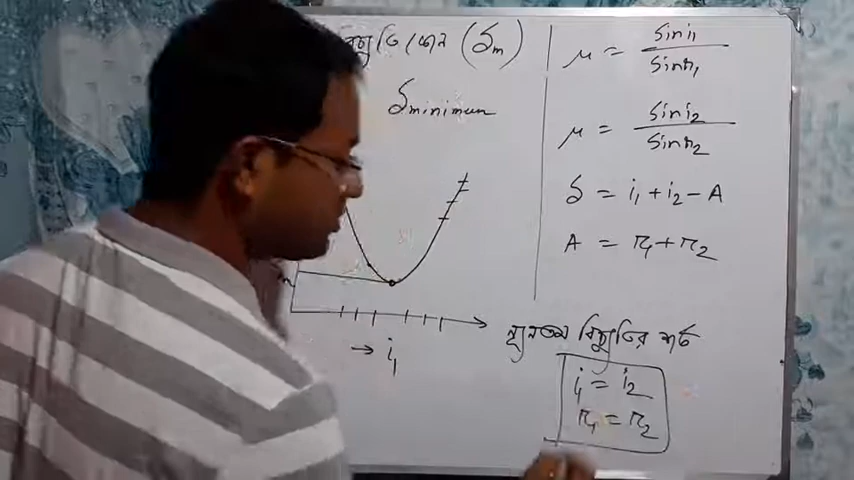 কোন (δm)
δminimum
→ i₁
μ = sini₁/sinr₁
μ = sini₂/sinr₂
δ = i₁+i₂-A
A = r₁+r₂
ন্যূনতম বিচ্যুতির শর্ত
i₁ = i₂
r₁ = r₂